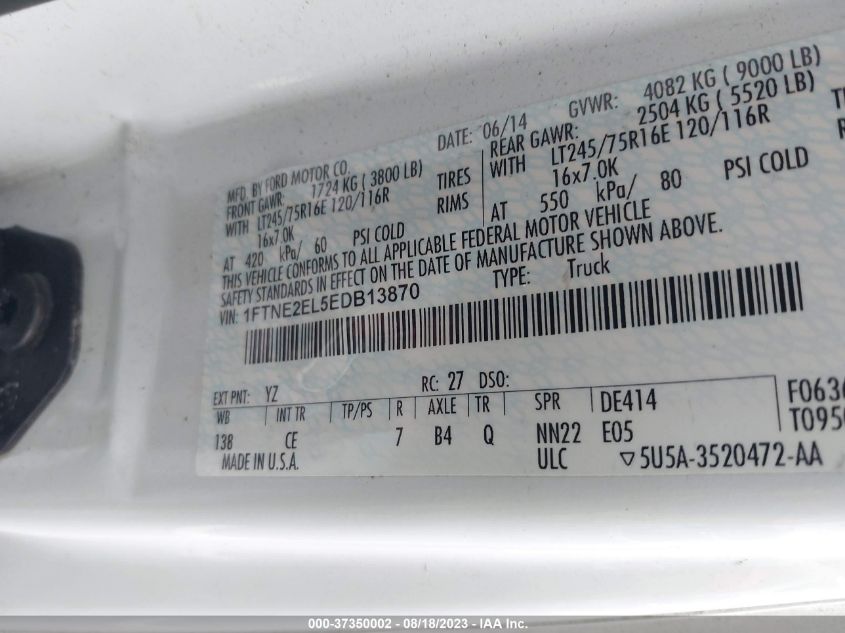 MFD. BY FORD MOTOR CO.
DATE: 06/14 GVWR: 4082 KG ( 9000 LB)
FRONT GAWR: 1724 KG ( 3800 LB) REAR GAWR: 2504 KG ( 5520 LB)
WITH LT245/75R16E 120/116R TIRES WITH LT245/75R16E 120/116R
16x7.0K RIMS 16x7.0K
AT 420 kPa/ 60 PSI COLD AT 550 kPa/ 80 PSI COLD
THIS VEHICLE CONFORMS TO ALL APPLICABLE FEDERAL MOTOR VEHICLE
SAFETY STANDARDS IN EFFECT ON THE DATE OF MANUFACTURE SHOWN ABOVE.
VIN: 1FTNE2EL5EDB13870 TYPE: Truck
EXT PNT: YZ RC: 27 DSO:
WB INT TR TP/PS R AXLE TR SPR DE414
138 CE 7 B4 Q NN22 E05
MADE IN U.S.A. ULC ▽5U5A-3520472-AA
000-37350002 - 08/18/2023 - IAA Inc.